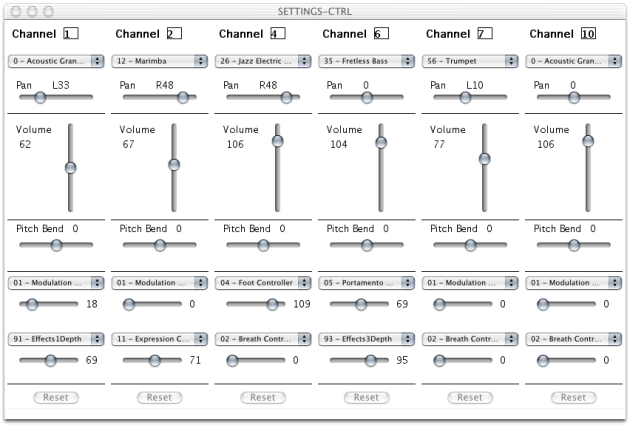 SETTINGS-CTRL
Channel 1 Channel 2 Channel 4 Channel 6 Channel 7 Channel 10
0 - Acoustic Gran... 12 - Marimba 26 - Jazz Electric ... 35 - Fretless Bass 56 - Trumpet 0 - Acoustic Gran...
Pan L33 Pan R48 Pan R48 Pan 0 Pan L10 Pan 0
Volume Volume Volume Volume Volume Volume
62 67 106 104 77 106
Pitch Bend 0 Pitch Bend 0 Pitch Bend 0 Pitch Bend 0 Pitch Bend 0 Pitch Bend 0
01 - Modulation ... 01 - Modulation ... 04 - Foot Controller 05 - Portamento ... 01 - Modulation ... 01 - Modulation ...
18 0 109 69 0 0
91 - Effects1Depth 11 - Expression C... 02 - Breath Contr... 93 - Effects3Depth 02 - Breath Contr... 02 - Breath Contr...
69 71 0 95 0 0
Reset Reset Reset Reset Reset Reset